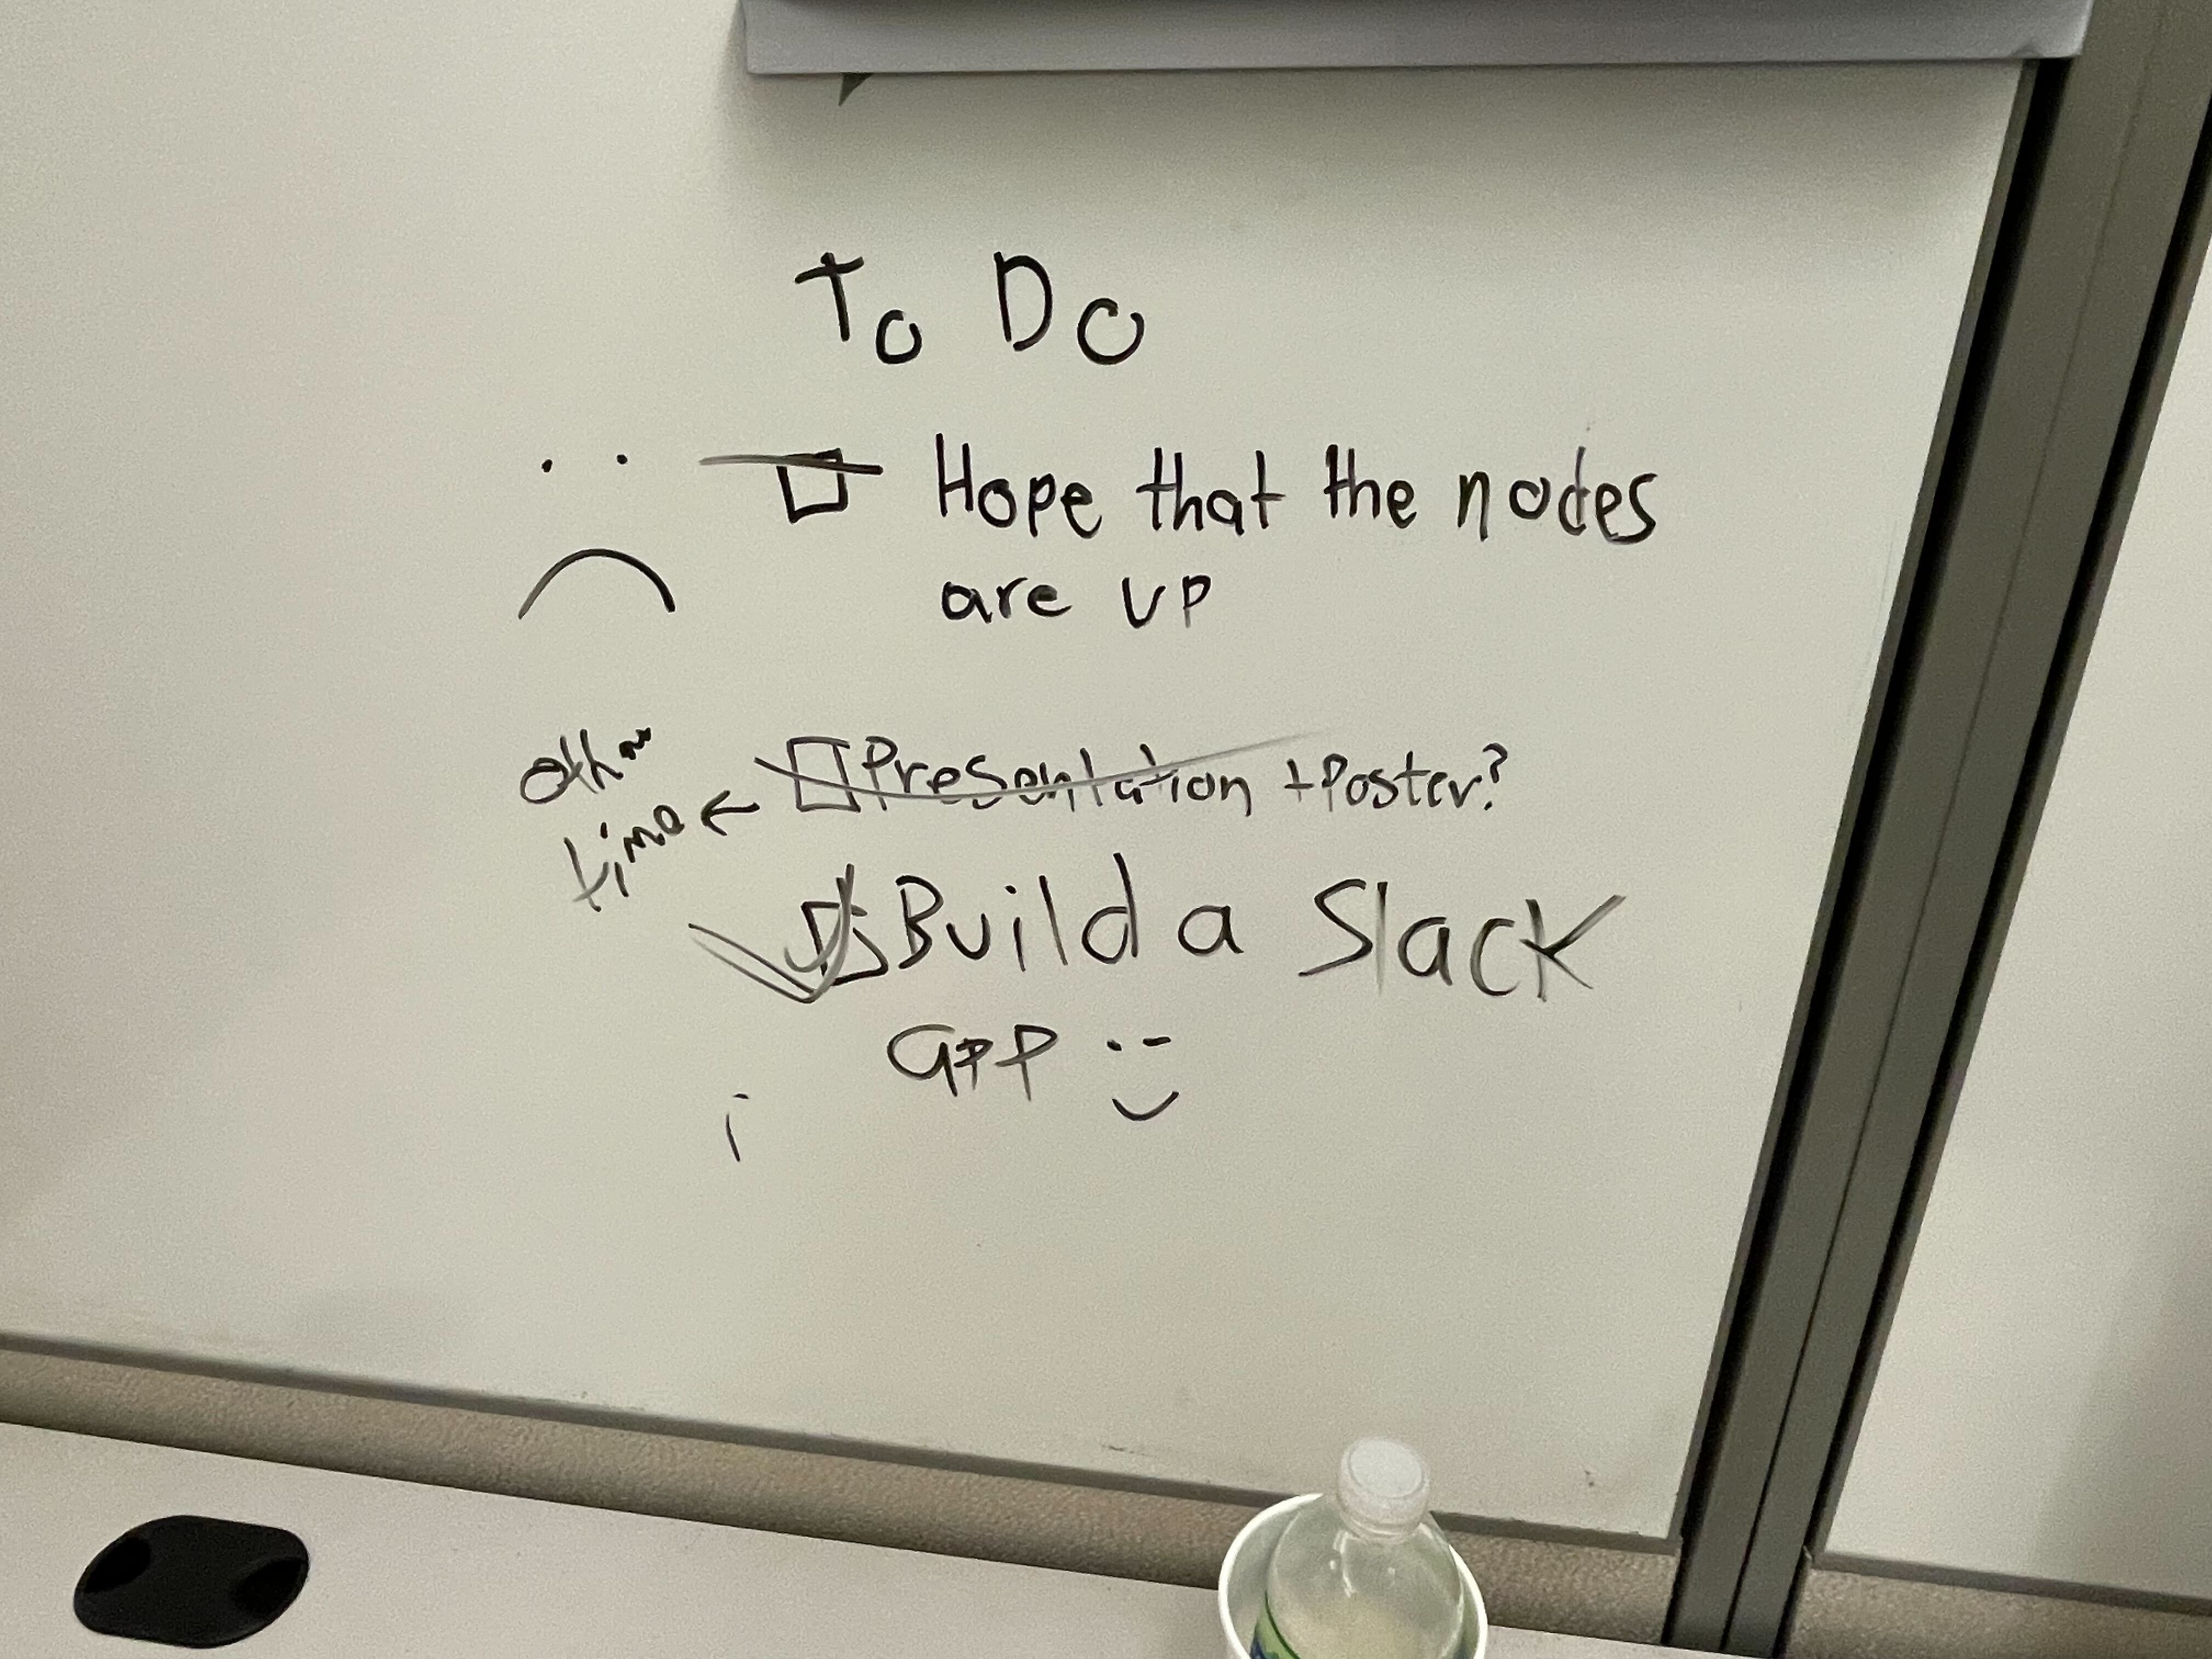 To Do
Hope that the nodes
are up
other
time ← Presentation + Poster?
Build a Slack
app